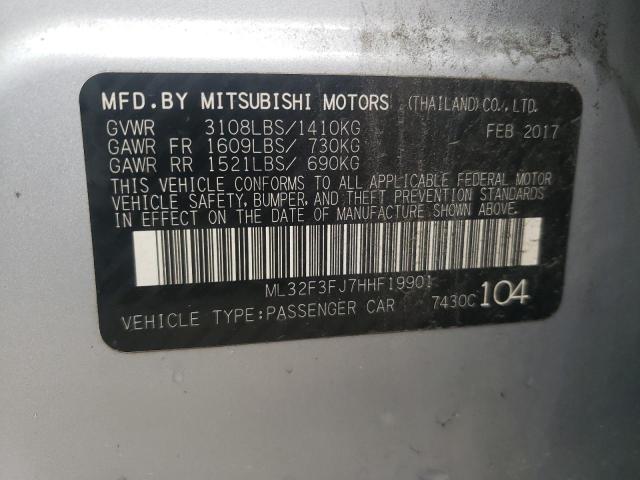 MFD.BY MITSUBISHI MOTORS (THAILAND)CO.,LTD.
GVWR 3108LBS/1410KG FEB 2017
GAWR FR 1609LBS/ 730KG
GAWR RR 1521LBS/ 690KG
THIS VEHICLE CONFORMS TO ALL APPLICABLE FEDERAL MOTOR
VEHICLE SAFETY, BUMPER, AND THEFT PREVENTION STANDARDS
IN EFFECT ON THE DATE OF MANUFACTURE SHOWN ABOVE.
ML32F3FJ7HHF19901
VEHICLE TYPE:PASSENGER CAR 7430C 104